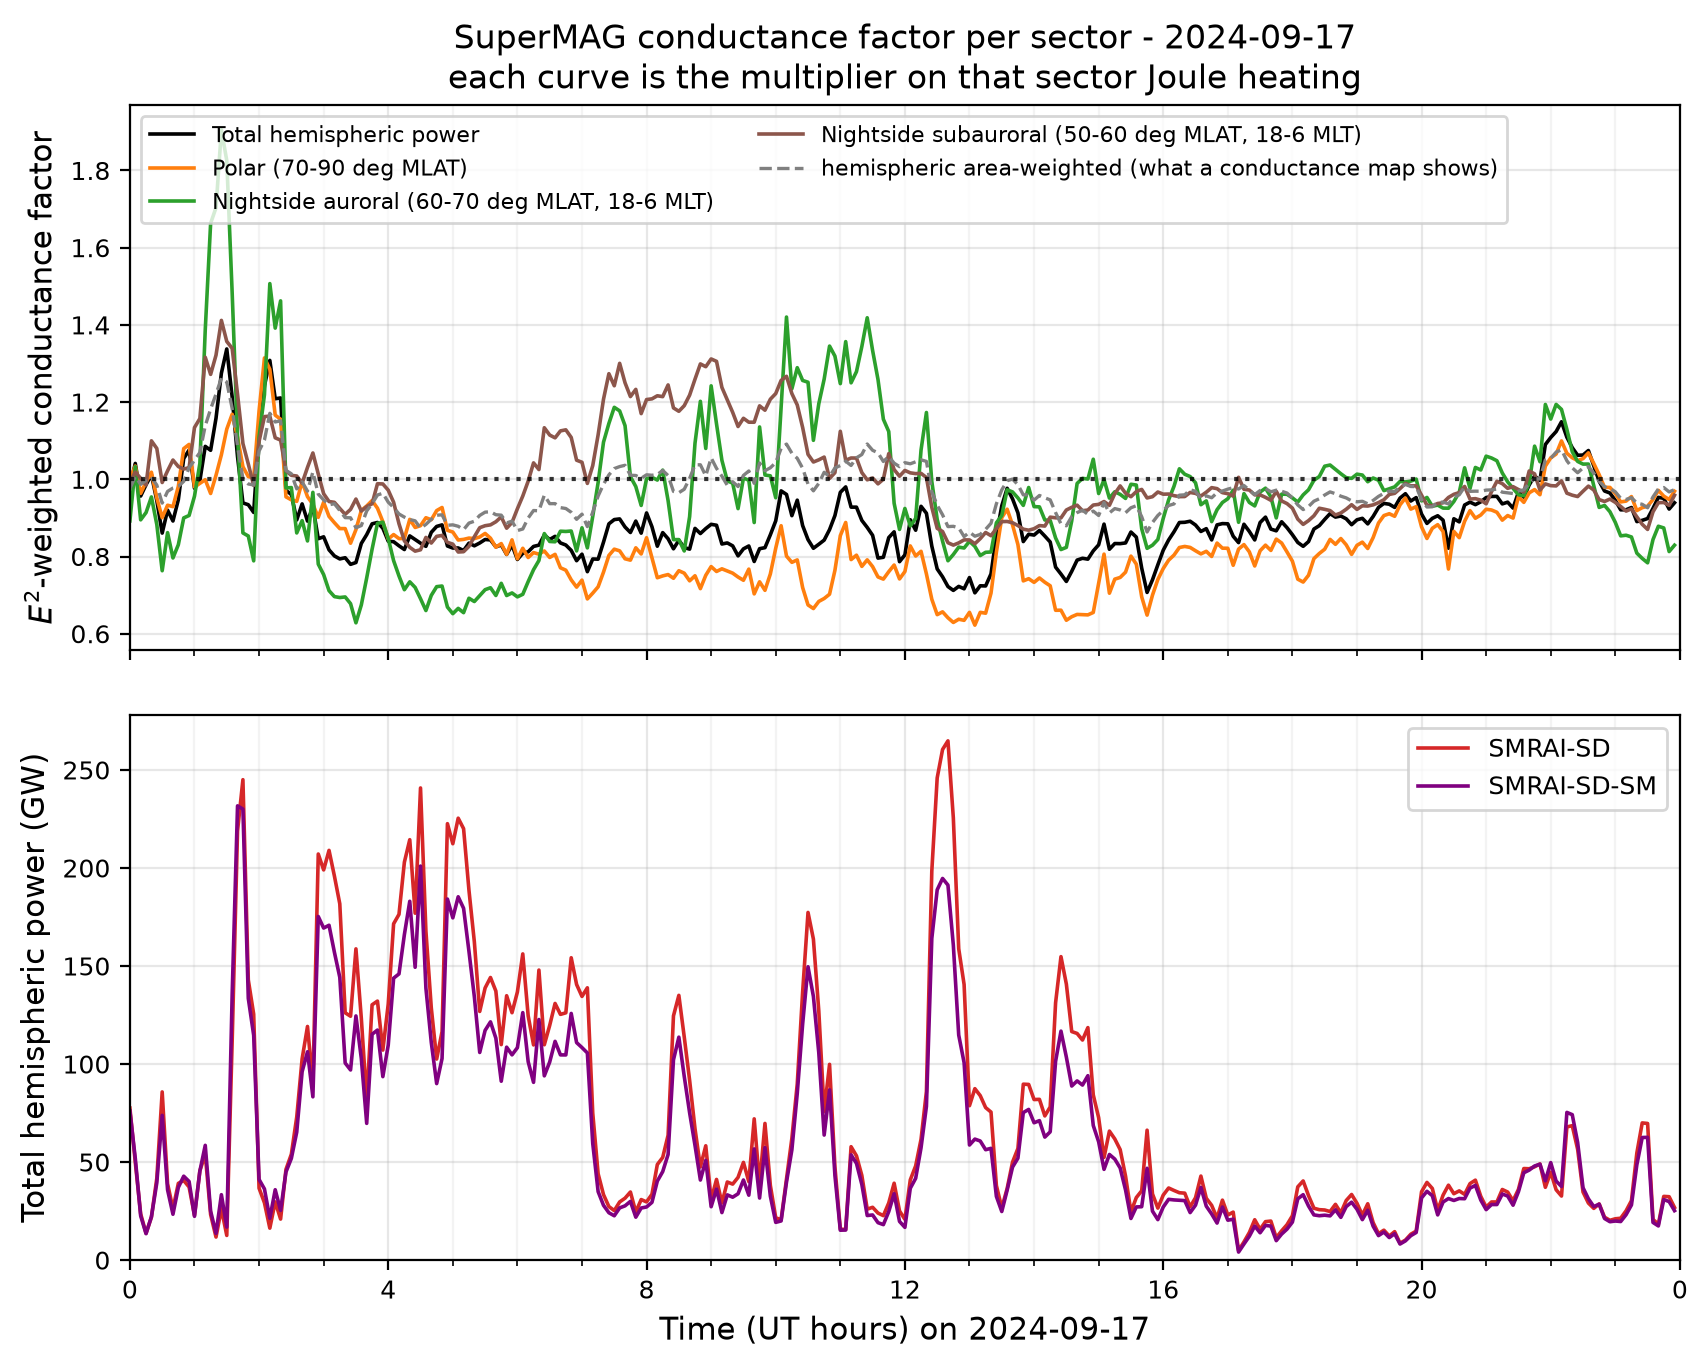 SuperMAG conductance factor per sector - 2024-09-17
each curve is the multiplier on that sector Joule heating
Total hemispheric power
Polar (70-90 deg MLAT)
Nightside auroral (60-70 deg MLAT, 18-6 MLT)
Nightside subauroral (50-60 deg MLAT, 18-6 MLT)
hemispheric area-weighted (what a conductance map shows)
E²-weighted conductance factor
1.8
1.6
1.4
1.2
1.0
0.8
0.6
SMRAI-SD
SMRAI-SD-SM
Total hemispheric power (GW)
250
200
150
100
50
0
0 4 8 12 16 20 0
Time (UT hours) on 2024-09-17